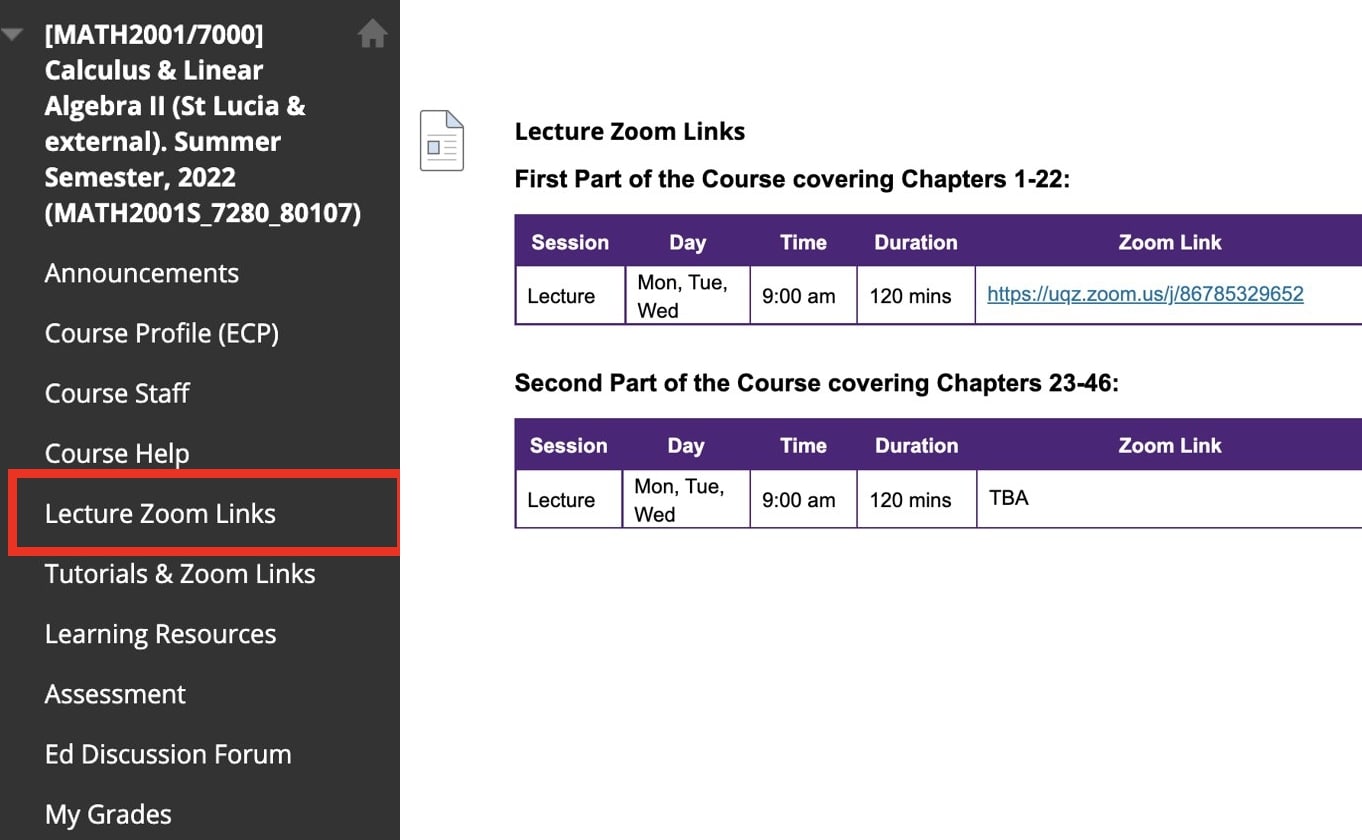 [MATH2001/7000]
Calculus & Linear
Algebra II (St Lucia &
external). Summer
Semester, 2022
(MATH2001S_7280_80107)
Announcements
Course Profile (ECP)
Course Staff
Course Help
Lecture Zoom Links
Tutorials & Zoom Links
Learning Resources
Assessment
Ed Discussion Forum
My Grades
Lecture Zoom Links
First Part of the Course covering Chapters 1-22:
Session Day Time Duration Zoom Link
Lecture Mon, Tue, Wed 9:00 am 120 mins https://uqz.zoom.us/j/86785329652
Second Part of the Course covering Chapters 23-46:
Session Day Time Duration Zoom Link
Lecture Mon, Tue, Wed 9:00 am 120 mins TBA